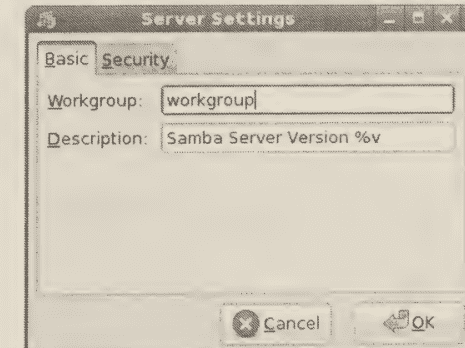 Server Settings
Basic Security
Workgroup: workgroup
Description: Samba Server Version %v
Cancel OK